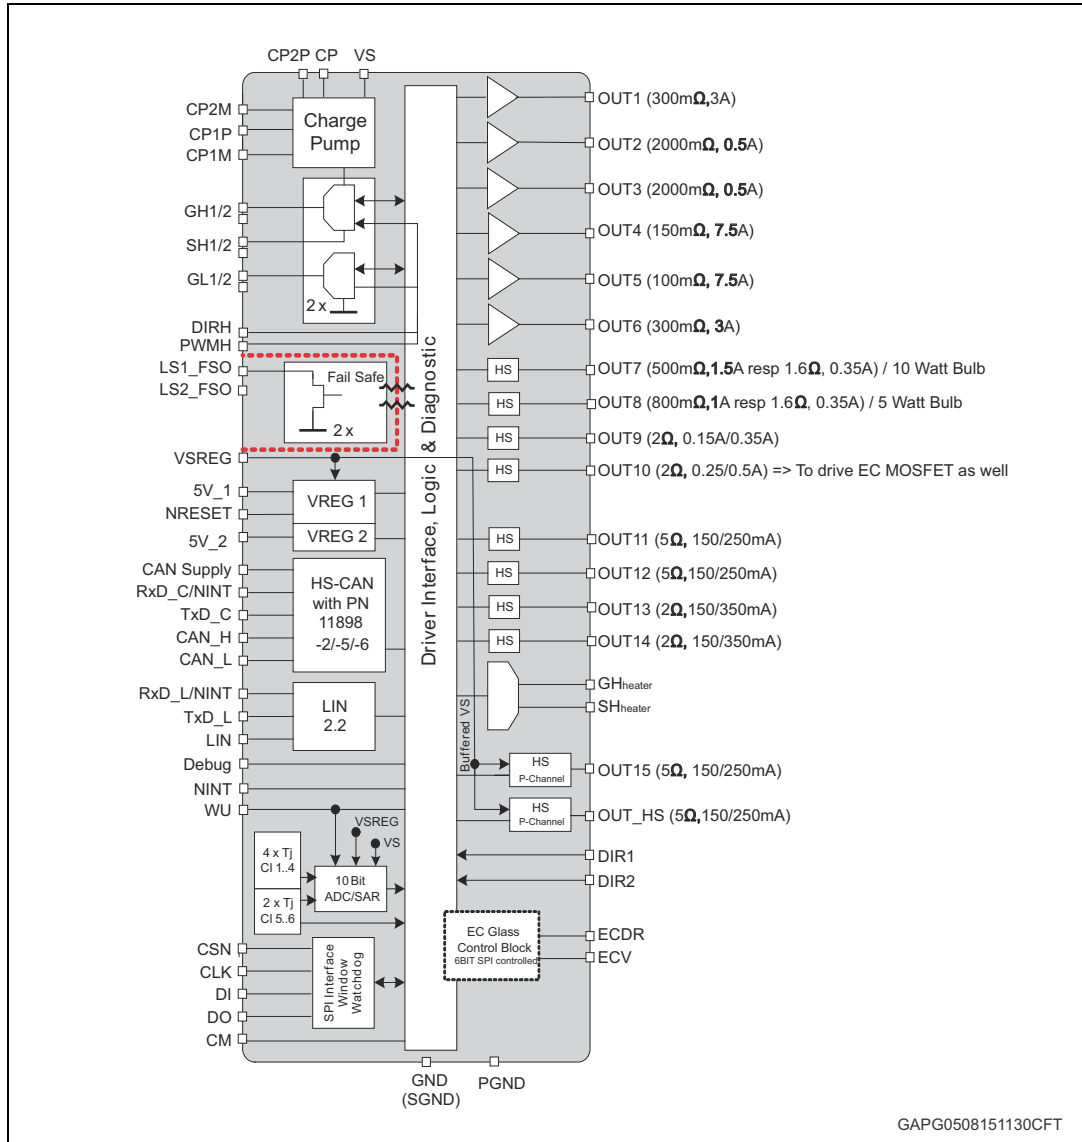 CP2P CP VS
CP2M
CP1P
CP1M
Charge
Pump
GH1/2
SH1/2
GL1/2
2 x
DIRH
PWMH
LS1_FSO
LS2_FSO
Fail Safe
2 x
VSREG
5V_1
NRESET
5V_2
VREG 1
VREG 2
CAN Supply
RxD_C/NINT
TxD_C
CAN_H
CAN_L
HS-CAN
with PN
11898
-2/-5/-6
RxD_L/NINT
TxD_L
LIN
LIN
2.2
Debug
NINT
WU
VSREG
VS
4 x Tj
Cl 1..4
2 x Tj
Cl 5..6
10Bit
ADC/SAR
CSN
CLK
DI
DO
CM
SPI Interface
Window
Watchdog
Driver Interface, Logic & Diagnostic
Buffered VS
OUT1 (300mΩ,3A)
OUT2 (2000mΩ, 0.5A)
OUT3 (2000mΩ, 0.5A)
OUT4 (150mΩ, 7.5A)
OUT5 (100mΩ, 7.5A)
OUT6 (300mΩ, 3A)
HS OUT7 (500mΩ,1.5A resp 1.6Ω, 0.35A) / 10 Watt Bulb
HS OUT8 (800mΩ,1A resp 1.6Ω, 0.35A) / 5 Watt Bulb
HS OUT9 (2Ω, 0.15A/0.35A)
HS OUT10 (2Ω, 0.25/0.5A) => To drive EC MOSFET as well
HS OUT11 (5Ω, 150/250mA)
HS OUT12 (5Ω,150/250mA)
HS OUT13 (2Ω,150/350mA)
HS OUT14 (2Ω, 150/350mA)
GHheater
SHheater
HS
P-Channel
OUT15 (5Ω, 150/250mA)
HS
P-Channel
OUT_HS (5Ω,150/250mA)
DIR1
DIR2
EC Glass
Control Block
6BIT SPI controlled
ECDR
ECV
GND
(SGND)
PGND
GAPG0508151130CFT